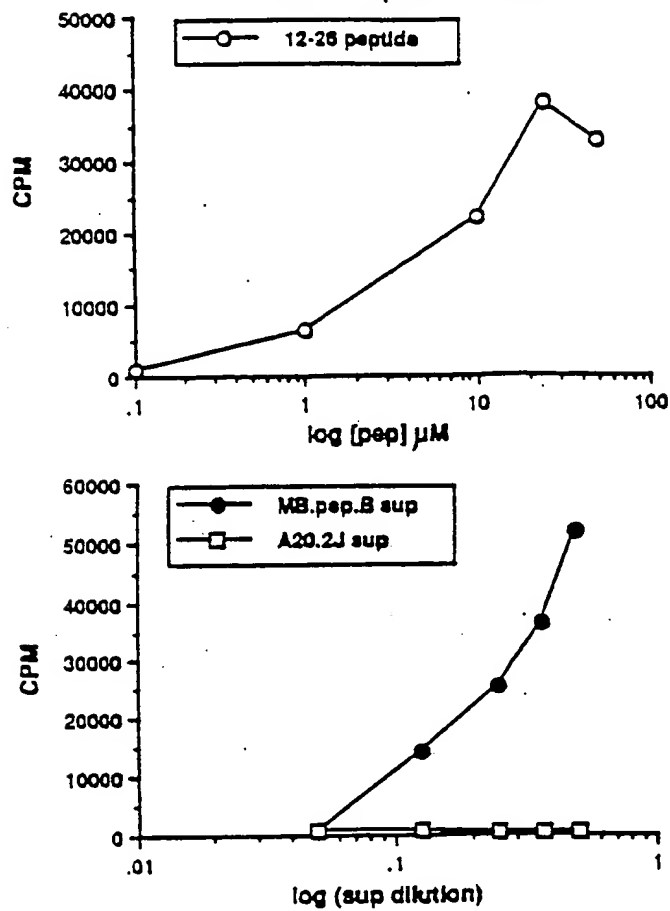 50000
12-26 peptide
40000
30000
CPM
20000
10000
0
.1
1
10
100
log [pep] µM
60000
MB.pep.B sup
A20.2J sup
50000
40000
CPM
30000
20000
10000
0
.01
.1
1
log (sup dilution)